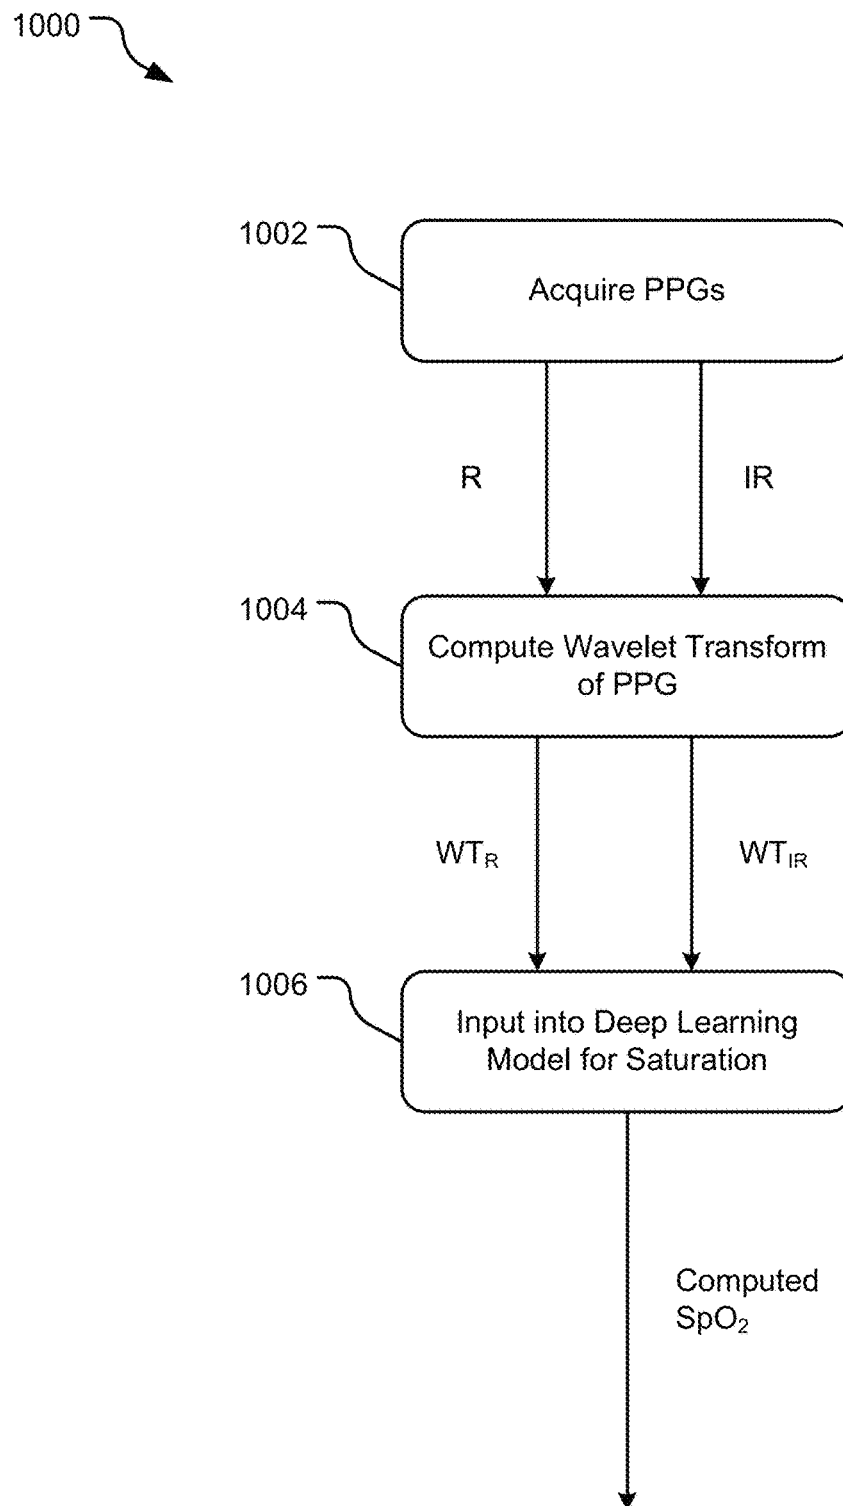 1000
1002
Acquire PPGs
R
IR
1004
Compute Wavelet Transform
of PPG
WT_R
WT_IR
1006
Input into Deep Learning
Model for Saturation
Computed
SpO₂